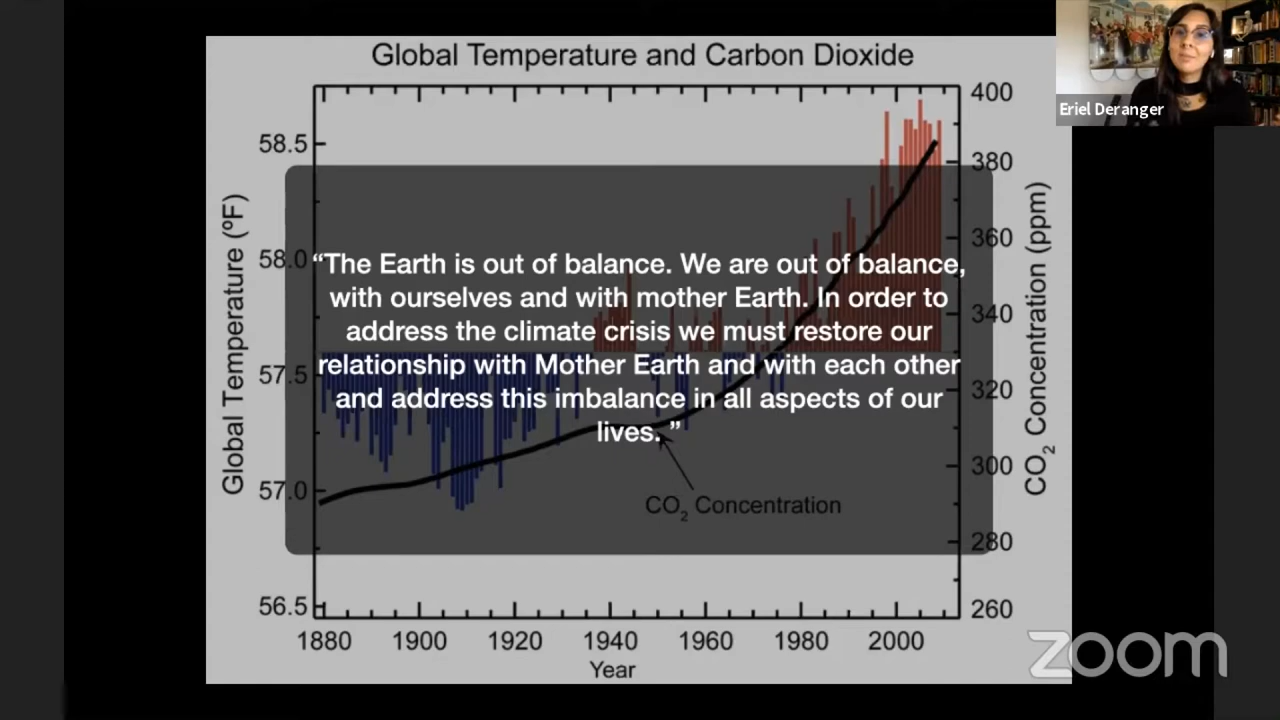 Global Temperature and Carbon Dioxide
Eriel Deranger
Global Temperature (ºF)
58.5
58.0
57.5
57.0
56.5
“The Earth is out of balance. We are out of balance,
with ourselves and with mother Earth. In order to
address the climate crisis we must restore our
relationship with Mother Earth and with each other
and address this imbalance in all aspects of our
lives. ”
CO₂ Concentration
400
380
360
340
320
300
280
260
CO₂ Concentration (ppm)
1880 1900 1920 1940 1960 1980 2000
Year
zoom